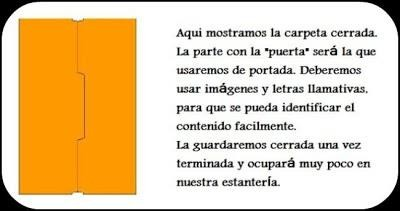 Aqui mostramos la carpeta cerrada.
La parte con la "puerta" será la que
usaremos de portada. Deberemos
usar imágenes y letras llamativas,
para que se pueda identificar el
contenido facilmente.
La guardaremos cerrada una vez
terminada y ocupará muy poco en
nuestra estantería.